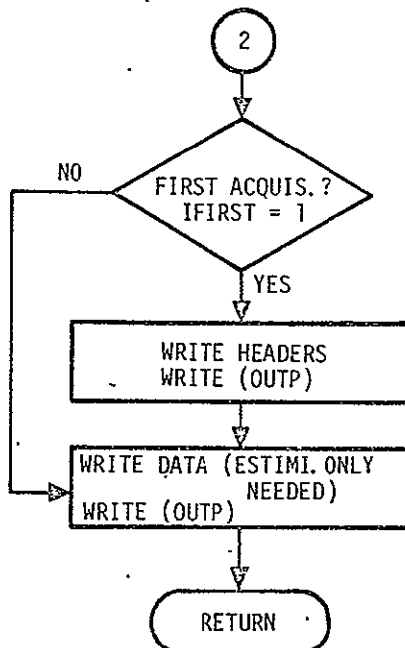 2
FIRST ACQUIS.?
IFIRST = 1
NO
YES
WRITE HEADERS
WRITE (OUTP)
WRITE DATA (ESTIMI. ONLY
NEEDED)
WRITE (OUTP)
RETURN